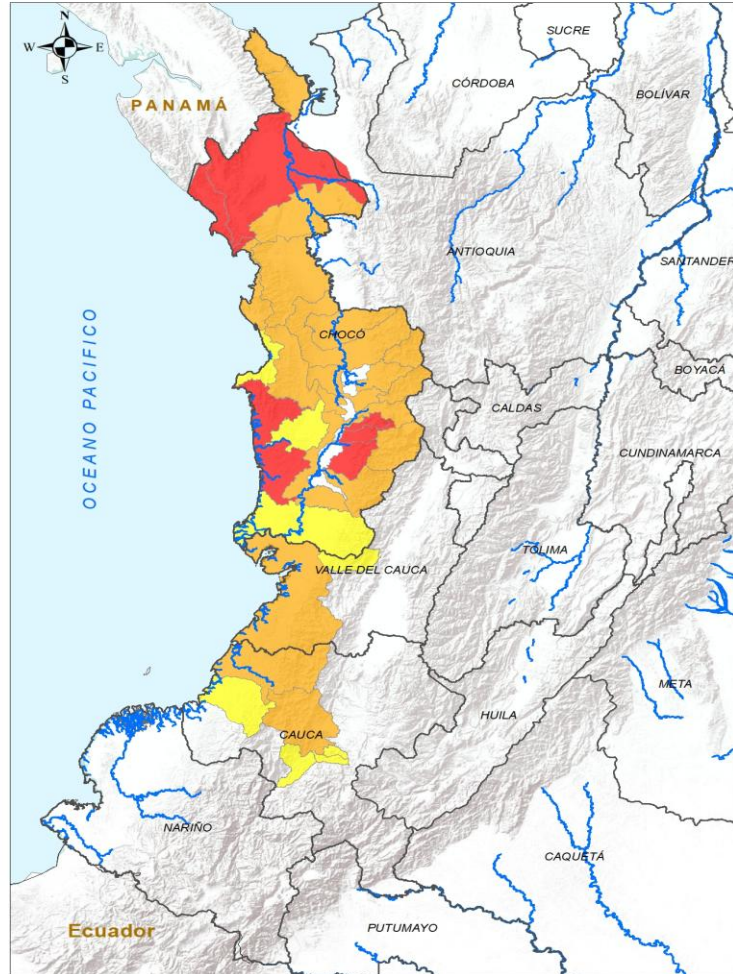 N
W E
S
SUCRE
CÓRDOBA
BOLÍVAR
PANAMÁ
ANTIOQUIA
SANTANDER
OCEANO PACIFICO
CHOCÓ
BOYACÁ
CALDAS
CUNDINAMARCA
TOLIMA
VALLE DEL CAUCA
META
HUILA
CAUCA
NARIÑO
CAQUETÁ
PUTUMAYO
Ecuador